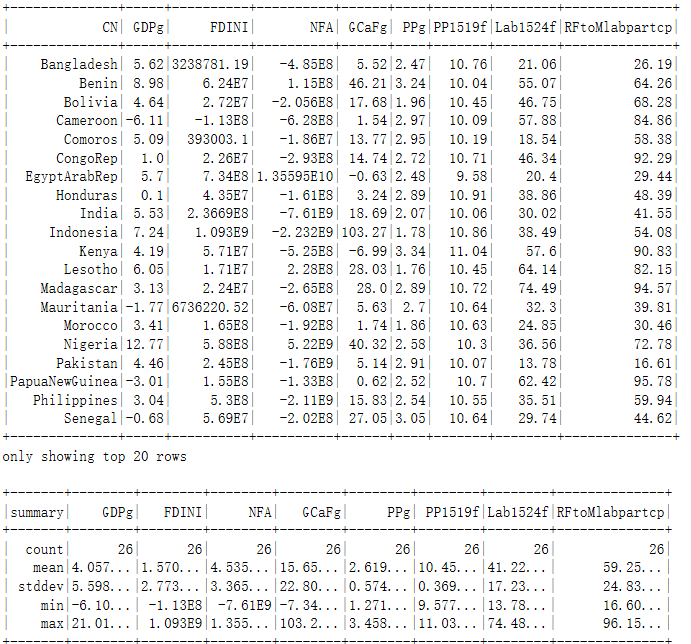 +---------------+-----+----------+-----------+------+----+-------+--------+-------------+
|             CN| GDPg|     FDINI|        NFA|GCaFg| PPg|PP1519f|Lab1524f|RFtoMlabpartcp|
+---------------+-----+----------+-----------+------+----+-------+--------+-------------+
|     Bangladesh| 5.62|3238781.19|    -4.85E8|  5.52|2.47|  10.76|   21.06|         26.19|
|          Benin| 8.98|    6.24E7|     1.15E8| 46.21|3.24|  10.04|   55.07|         64.26|
|        Bolivia| 4.64|    2.72E7|   -2.056E8| 17.68|1.96|  10.45|   46.75|         68.28|
|       Cameroon|-6.11|   -1.13E8|    -6.28E8|  1.54|2.97|  10.09|   57.88|         84.86|
|        Comoros| 5.09|  393003.1|    -1.86E7| 13.77|2.95|  10.19|   18.54|         58.38|
|       CongoRep|  1.0|    2.26E7|    -2.93E8| 14.74|2.72|  10.71|   46.34|         92.29|
|   EgyptArabRep|  5.7|    7.34E8|1.35595E10| -0.63|2.48|   9.58|    20.4|         29.44|
|       Honduras|  0.1|    4.35E7|    -1.61E8|  3.24|2.89|  10.91|   38.86|         48.39|
|          India| 5.53|  2.3669E8|    -7.61E9| 18.69|2.07|  10.06|   30.02|         41.55|
|      Indonesia| 7.24|   1.093E9|   -2.232E9|103.27|1.78|  10.86|   38.49|         54.08|
|          Kenya| 4.19|    5.71E7|    -5.25E8| -6.99|3.34|  11.04|    57.6|         90.83|
|        Lesotho| 6.05|    1.71E7|     2.28E8| 28.03|1.76|  10.45|   64.14|         82.15|
|     Madagascar| 3.13|    2.24E7|    -2.65E8|  28.0|2.89|  10.72|   74.49|         94.57|
|     Mauritania|-1.77|6736220.52|    -6.08E7|  5.63| 2.7|  10.64|    32.3|         39.81|
|        Morocco| 3.41|    1.65E8|    -1.92E8|  1.74|1.86|  10.63|   24.85|         30.46|
|        Nigeria|12.77|    5.88E8|     5.22E9| 40.32|2.58|   10.3|   36.56|         72.78|
|       Pakistan| 4.46|    2.45E8|    -1.76E9|  5.14|2.91|  10.07|   13.78|         16.61|
|PapuaNewGuinea|-3.01|    1.55E8|    -1.33E8|  0.62|2.52|   10.7|   62.42|         95.78|
|    Philippines| 3.04|     5.3E8|    -2.11E9| 15.83|2.54|  10.55|   35.51|         59.94|
|        Senegal|-0.68|    5.69E7|    -2.02E8| 27.05|3.05|  10.64|   29.74|         44.62|
+---------------+-----+----------+-----------+------+----+-------+--------+-------------+
only showing top 20 rows
+-------+--------+--------+--------+--------+--------+--------+--------+-------------+
|summary|    GDPg|   FDINI|     NFA|   GCaFg|     PPg| PP1519f|Lab1524f|RFtoMlabpartcp|
+-------+--------+--------+--------+--------+--------+--------+--------+-------------+
|  count|      26|      26|      26|      26|      26|      26|      26|            26|
|   mean|4.057...|1.570...|4.535...|15.65...|2.619...|10.45...|41.22...|      59.25...|
| stddev|5.598...|2.773...|3.365...|22.80...|0.574...|0.369...|17.23...|      24.83...|
|    min|-6.10...|-1.13E8|-7.61E9|-7.34...|1.271...|9.577...|13.78...|      16.60...|
|    max|21.01...|1.093E9|1.355...|103.2...|3.458...|11.03...|74.48...|      96.15...|
+-------+--------+--------+--------+--------+--------+--------+--------+-------------+